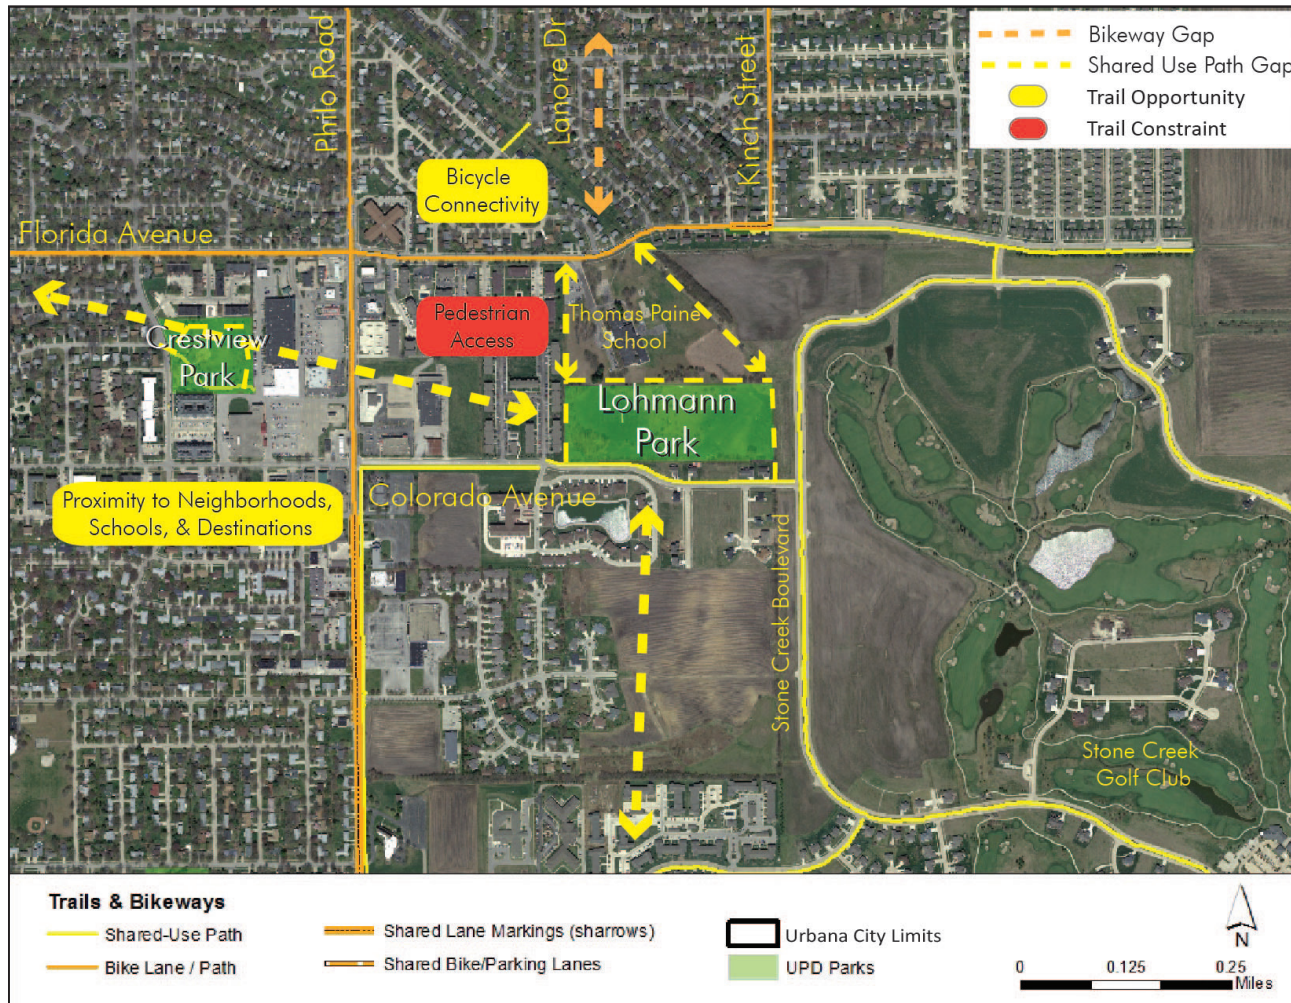 Philo Road
Lanore Dr
Kinch Street
Bikeway Gap
Shared Use Path Gap
Trail Opportunity
Trail Constraint
Bicycle
Connectivity
Florida Avenue
Pedestrian
Access
Thomas Paine
School
Crestview
Park
Lohmann
Park
Proximity to Neighborhoods,
Schools, & Destinations
Colorado Avenue
Stone Creek Boulevard
Stone Creek
Golf Club
Trails & Bikeways
Shared-Use Path
Bike Lane / Path
Shared Lane Markings (sharrows)
Shared Bike/Parking Lanes
Urbana City Limits
UPD Parks
N
0 0.125 0.25
Miles